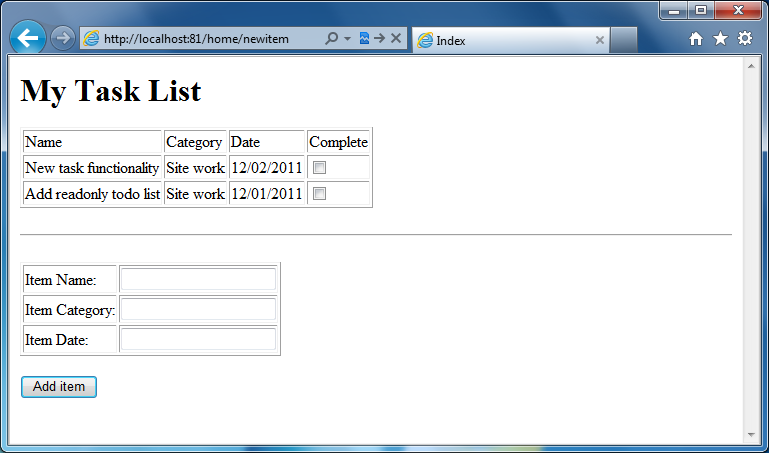 http://localhost:81/home/newitem
Index
My Task List
Name Category Date Complete
New task functionality Site work 12/02/2011
Add readonly todo list Site work 12/01/2011
Item Name:
Item Category:
Item Date:
Add item